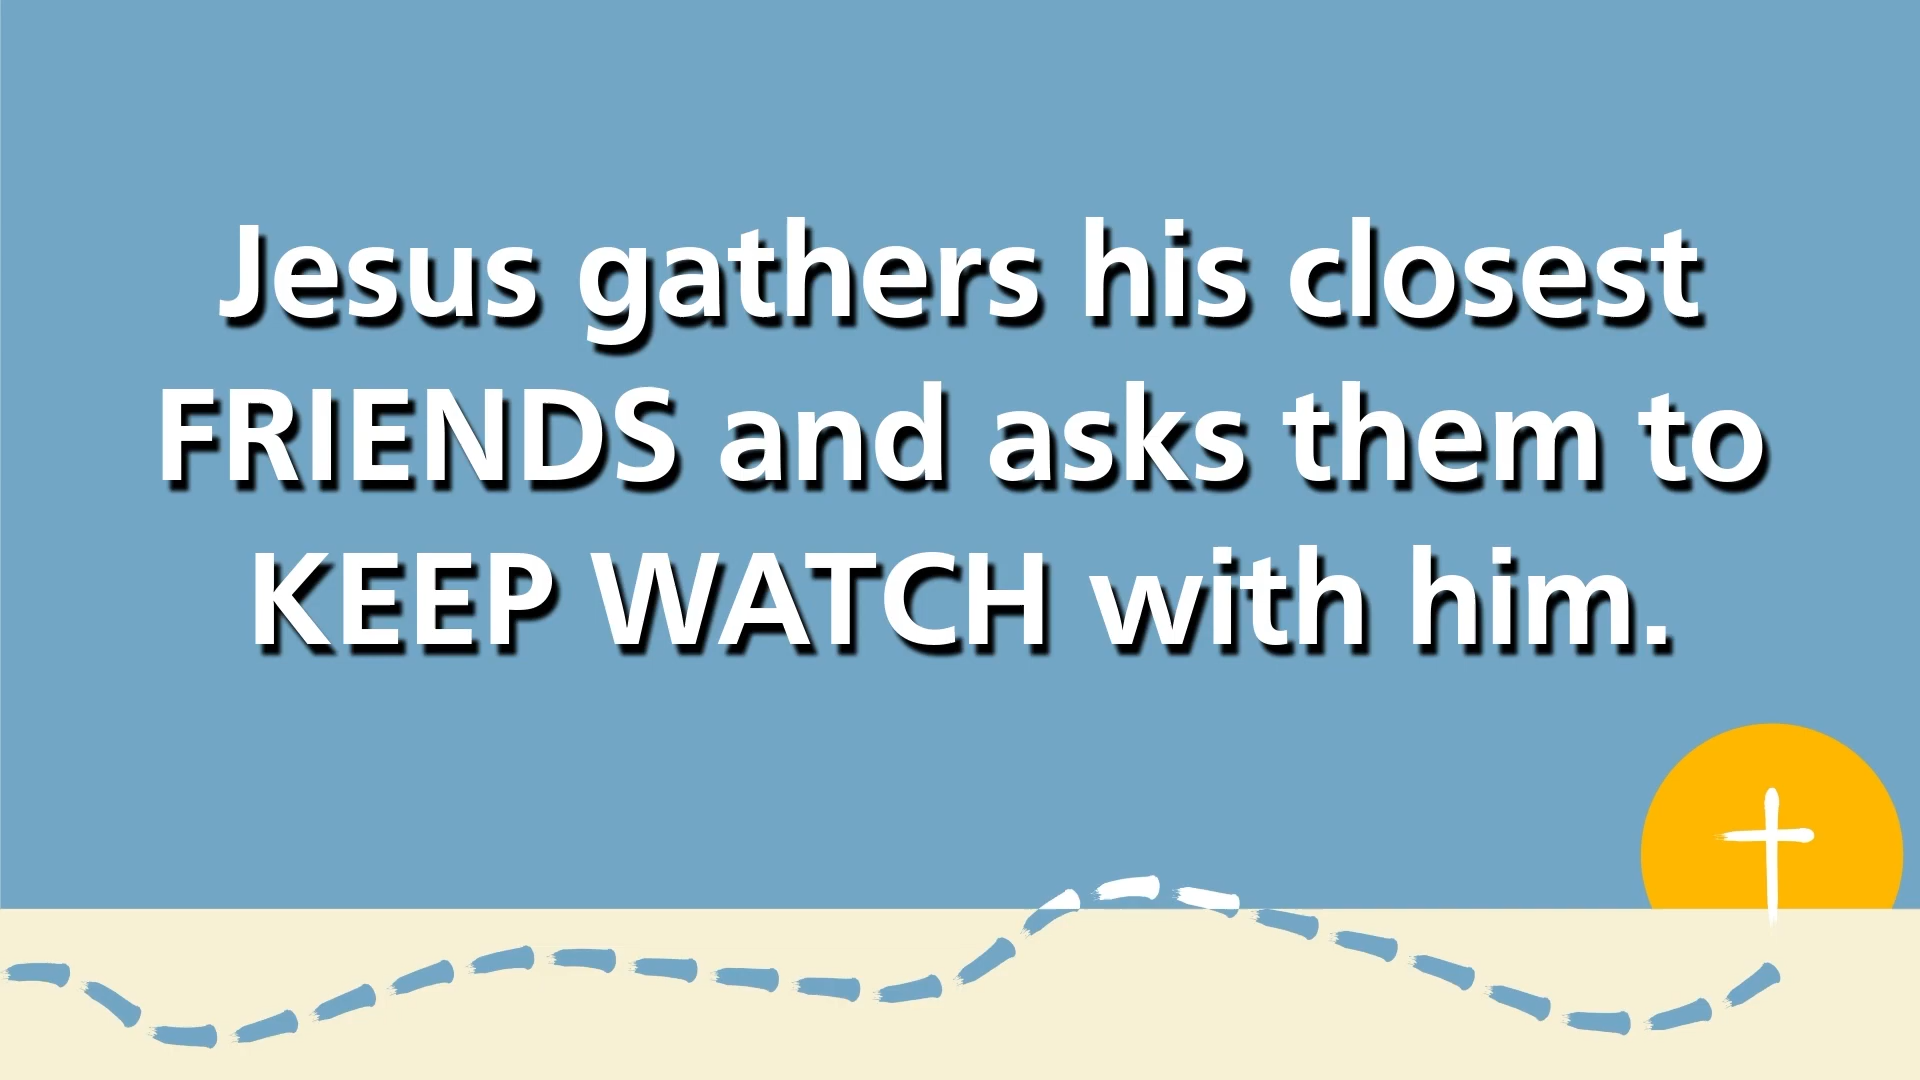 Jesus gathers his closest
FRIENDS and asks them to
KEEP WATCH with him.